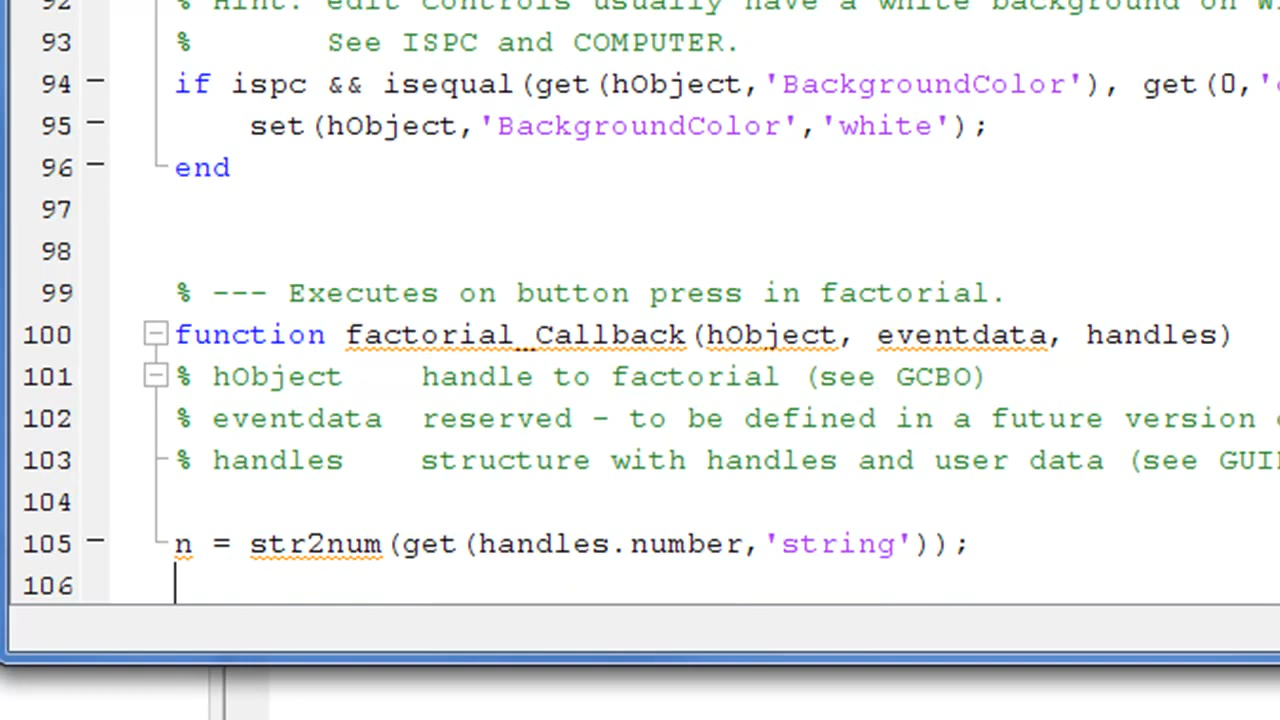 92 % Hint: edit controls usually have a white background on
93 % See ISPC and COMPUTER.
94 if ispc && isequal(get(hObject,'BackgroundColor'), get(0,'
95 set(hObject,'BackgroundColor','white');
96 end
97
98
99 % --- Executes on button press in factorial.
100 function factorial_Callback(hObject, eventdata, handles)
101 % hObject handle to factorial (see GCBO)
102 % eventdata reserved - to be defined in a future version
103 % handles structure with handles and user data (see
104
105 n = str2num(get(handles.number,'string'));
106